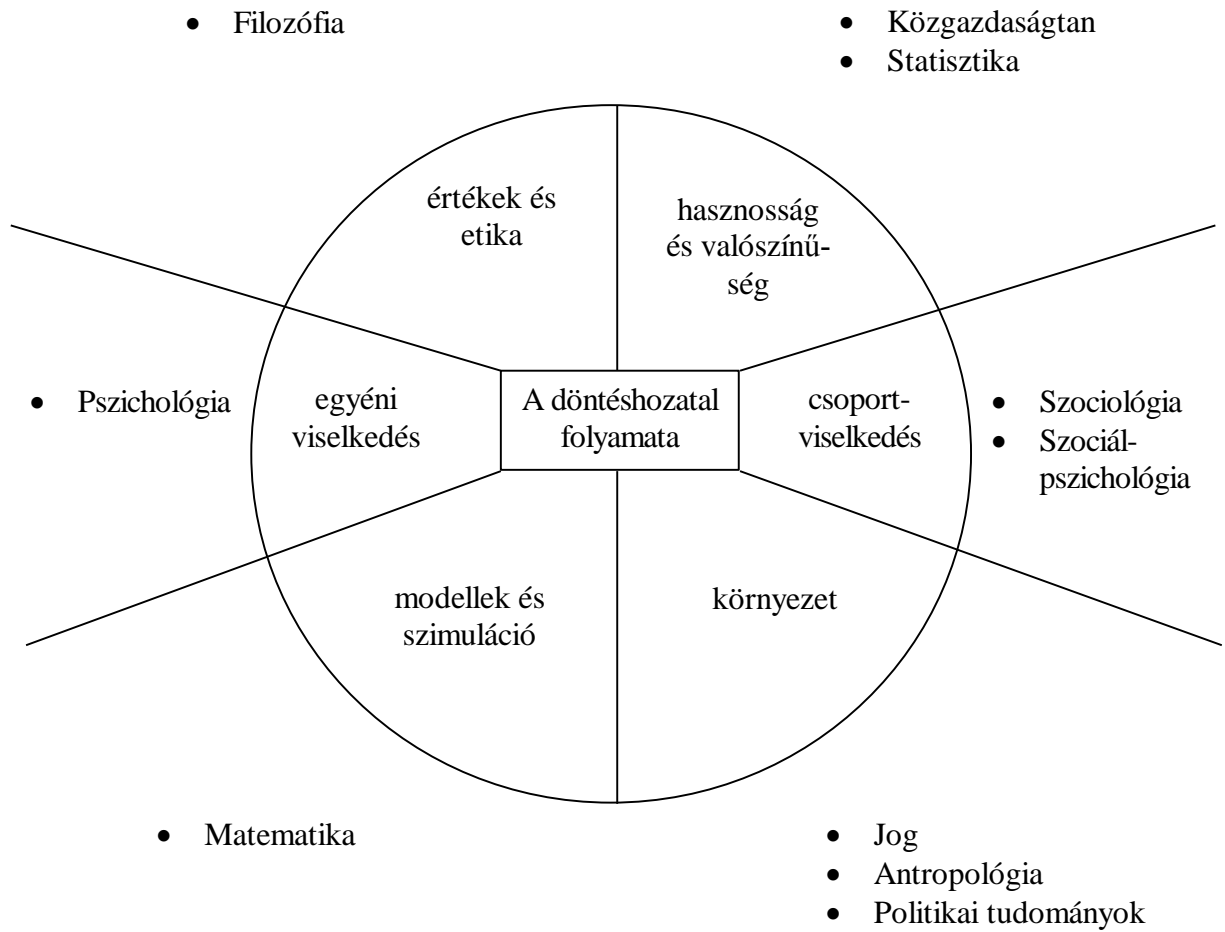 • Filozófia
• Közgazdaságtan
• Statisztika
értékek és
etika
hasznosság
és valószínű-
ség
• Pszichológia
egyéni
viselkedés
A döntéshozatal
folyamata
csoport-
viselkedés
• Szociológia
• Szociál-
pszichológia
modellek és
szimuláció
környezet
• Matematika
• Jog
• Antropológia
• Politikai tudományok